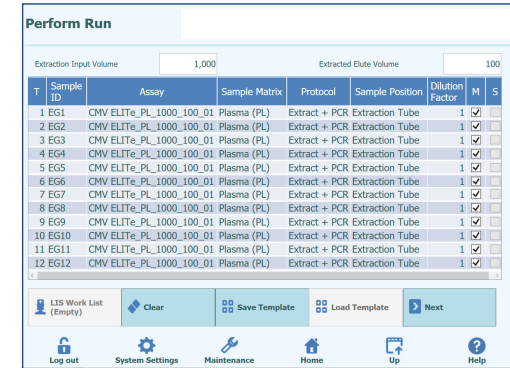 Perform Run
Extraction Input Volume 1,000 Extracted Elute Volume 100
T Sample ID Assay Sample Matrix Protocol Sample Position Dilution Factor M S
1 EG1 CMV ELITe_PL_1000_100_01 Plasma (PL) Extract + PCR Extraction Tube 1
2 EG2 CMV ELITe_PL_1000_100_01 Plasma (PL) Extract + PCR Extraction Tube 1
3 EG3 CMV ELITe_PL_1000_100_01 Plasma (PL) Extract + PCR Extraction Tube 1
4 EG4 CMV ELITe_PL_1000_100_01 Plasma (PL) Extract + PCR Extraction Tube 1
5 EG5 CMV ELITe_PL_1000_100_01 Plasma (PL) Extract + PCR Extraction Tube 1
6 EG6 CMV ELITe_PL_1000_100_01 Plasma (PL) Extract + PCR Extraction Tube 1
7 EG7 CMV ELITe_PL_1000_100_01 Plasma (PL) Extract + PCR Extraction Tube 1
8 EG8 CMV ELITe_PL_1000_100_01 Plasma (PL) Extract + PCR Extraction Tube 1
9 EG9 CMV ELITe_PL_1000_100_01 Plasma (PL) Extract + PCR Extraction Tube 1
10 EG10 CMV ELITe_PL_1000_100_01 Plasma (PL) Extract + PCR Extraction Tube 1
11 EG11 CMV ELITe_PL_1000_100_01 Plasma (PL) Extract + PCR Extraction Tube 1
12 EG12 CMV ELITe_PL_1000_100_01 Plasma (PL) Extract + PCR Extraction Tube 1
LIS Work List (Empty) Clear Save Template Load Template Next
Log out System Settings Maintenance Home Up Help